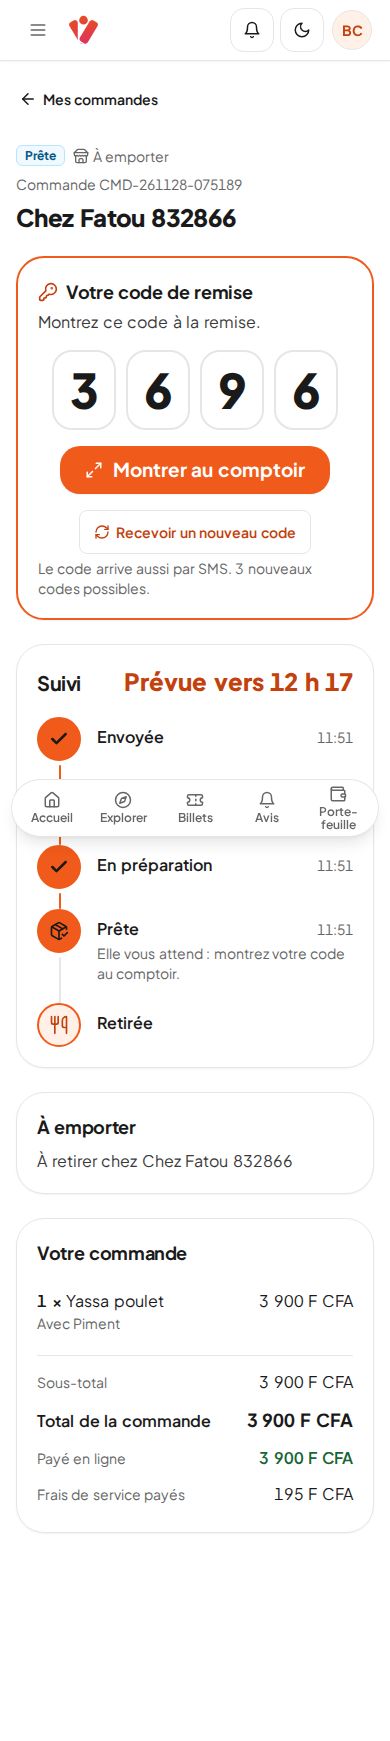 BC
Mes commandes
Prête À emporter
Commande CMD-261128-075189
Chez Fatou 832866
Votre code de remise
Montrez ce code à la remise.
3 6 9 6
Montrer au comptoir
Recevoir un nouveau code
Le code arrive aussi par SMS. 3 nouveaux
codes possibles.
Suivi Prévue vers 12 h 17
Envoyée 11:51
Accueil Explorer Billets Avis Porte-
feuille
En préparation 11:51
Prête 11:51
Elle vous attend : montrez votre code
au comptoir.
Retirée
À emporter
À retirer chez Chez Fatou 832866
Votre commande
1 × Yassa poulet 3 900 F CFA
Avec Piment
Sous-total 3 900 F CFA
Total de la commande 3 900 F CFA
Payé en ligne 3 900 F CFA
Frais de service payés 195 F CFA